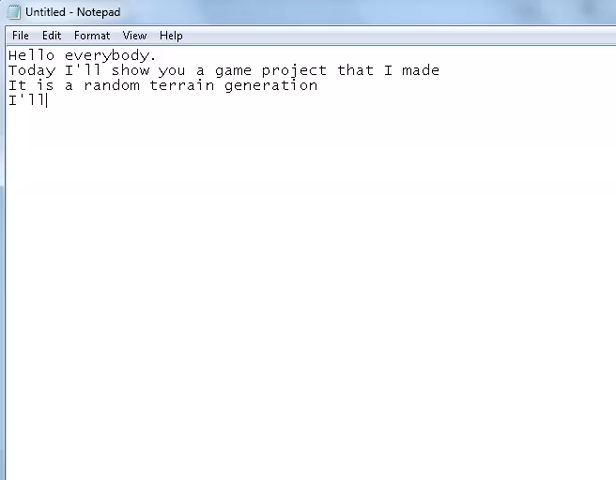 Untitled - Notepad
File Edit Format View Help
Hello everybody.
Today I'll show you a game project that I made
It is a random terrain generation
I'll